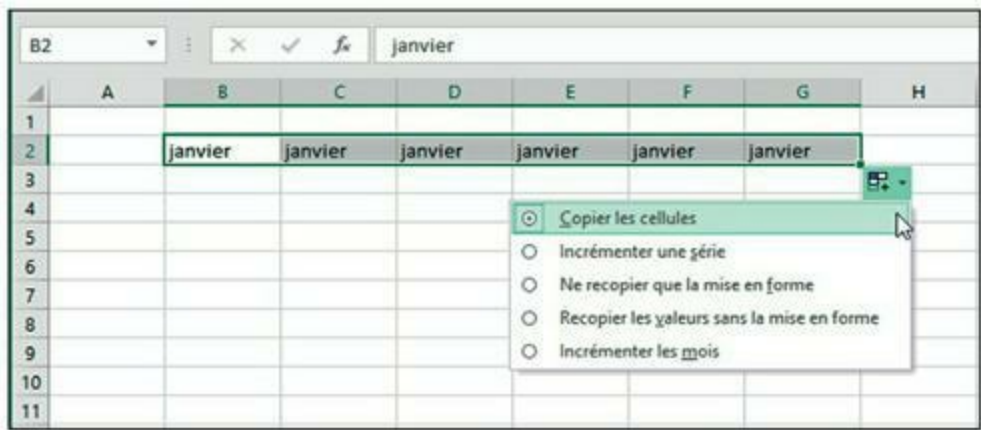 B2 fx janvier
A B C D E F G H
1
2 janvier janvier janvier janvier janvier janvier
3
4 Copier les cellules
5 Incrémenter une série
6 Ne recopier que la mise en forme
7
8 Recopier les valeurs sans la mise en forme
9 Incrémenter les mois
10
11